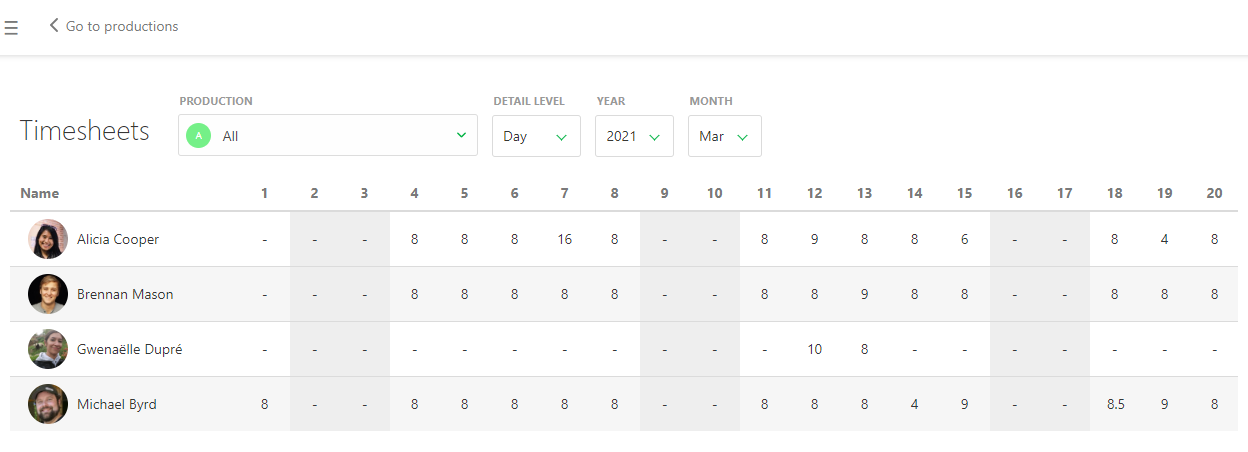 Go to productions
PRODUCTION DETAIL LEVEL YEAR MONTH
Timesheets A All Day 2021 Mar
Name 1 2 3 4 5 6 7 8 9 10 11 12 13 14 15 16 17 18 19 20
Alicia Cooper - - - 8 8 8 16 8 - - 8 9 8 8 6 - - 8 4 8
Brennan Mason - - - 8 8 8 8 8 - - 8 8 9 8 8 - - 8 8 8
Gwenaëlle Dupré - - - - - - - - - - - 10 8 - - - - - - -
Michael Byrd 8 - - 8 8 8 8 8 - - 8 8 8 4 9 - - 8.5 9 8